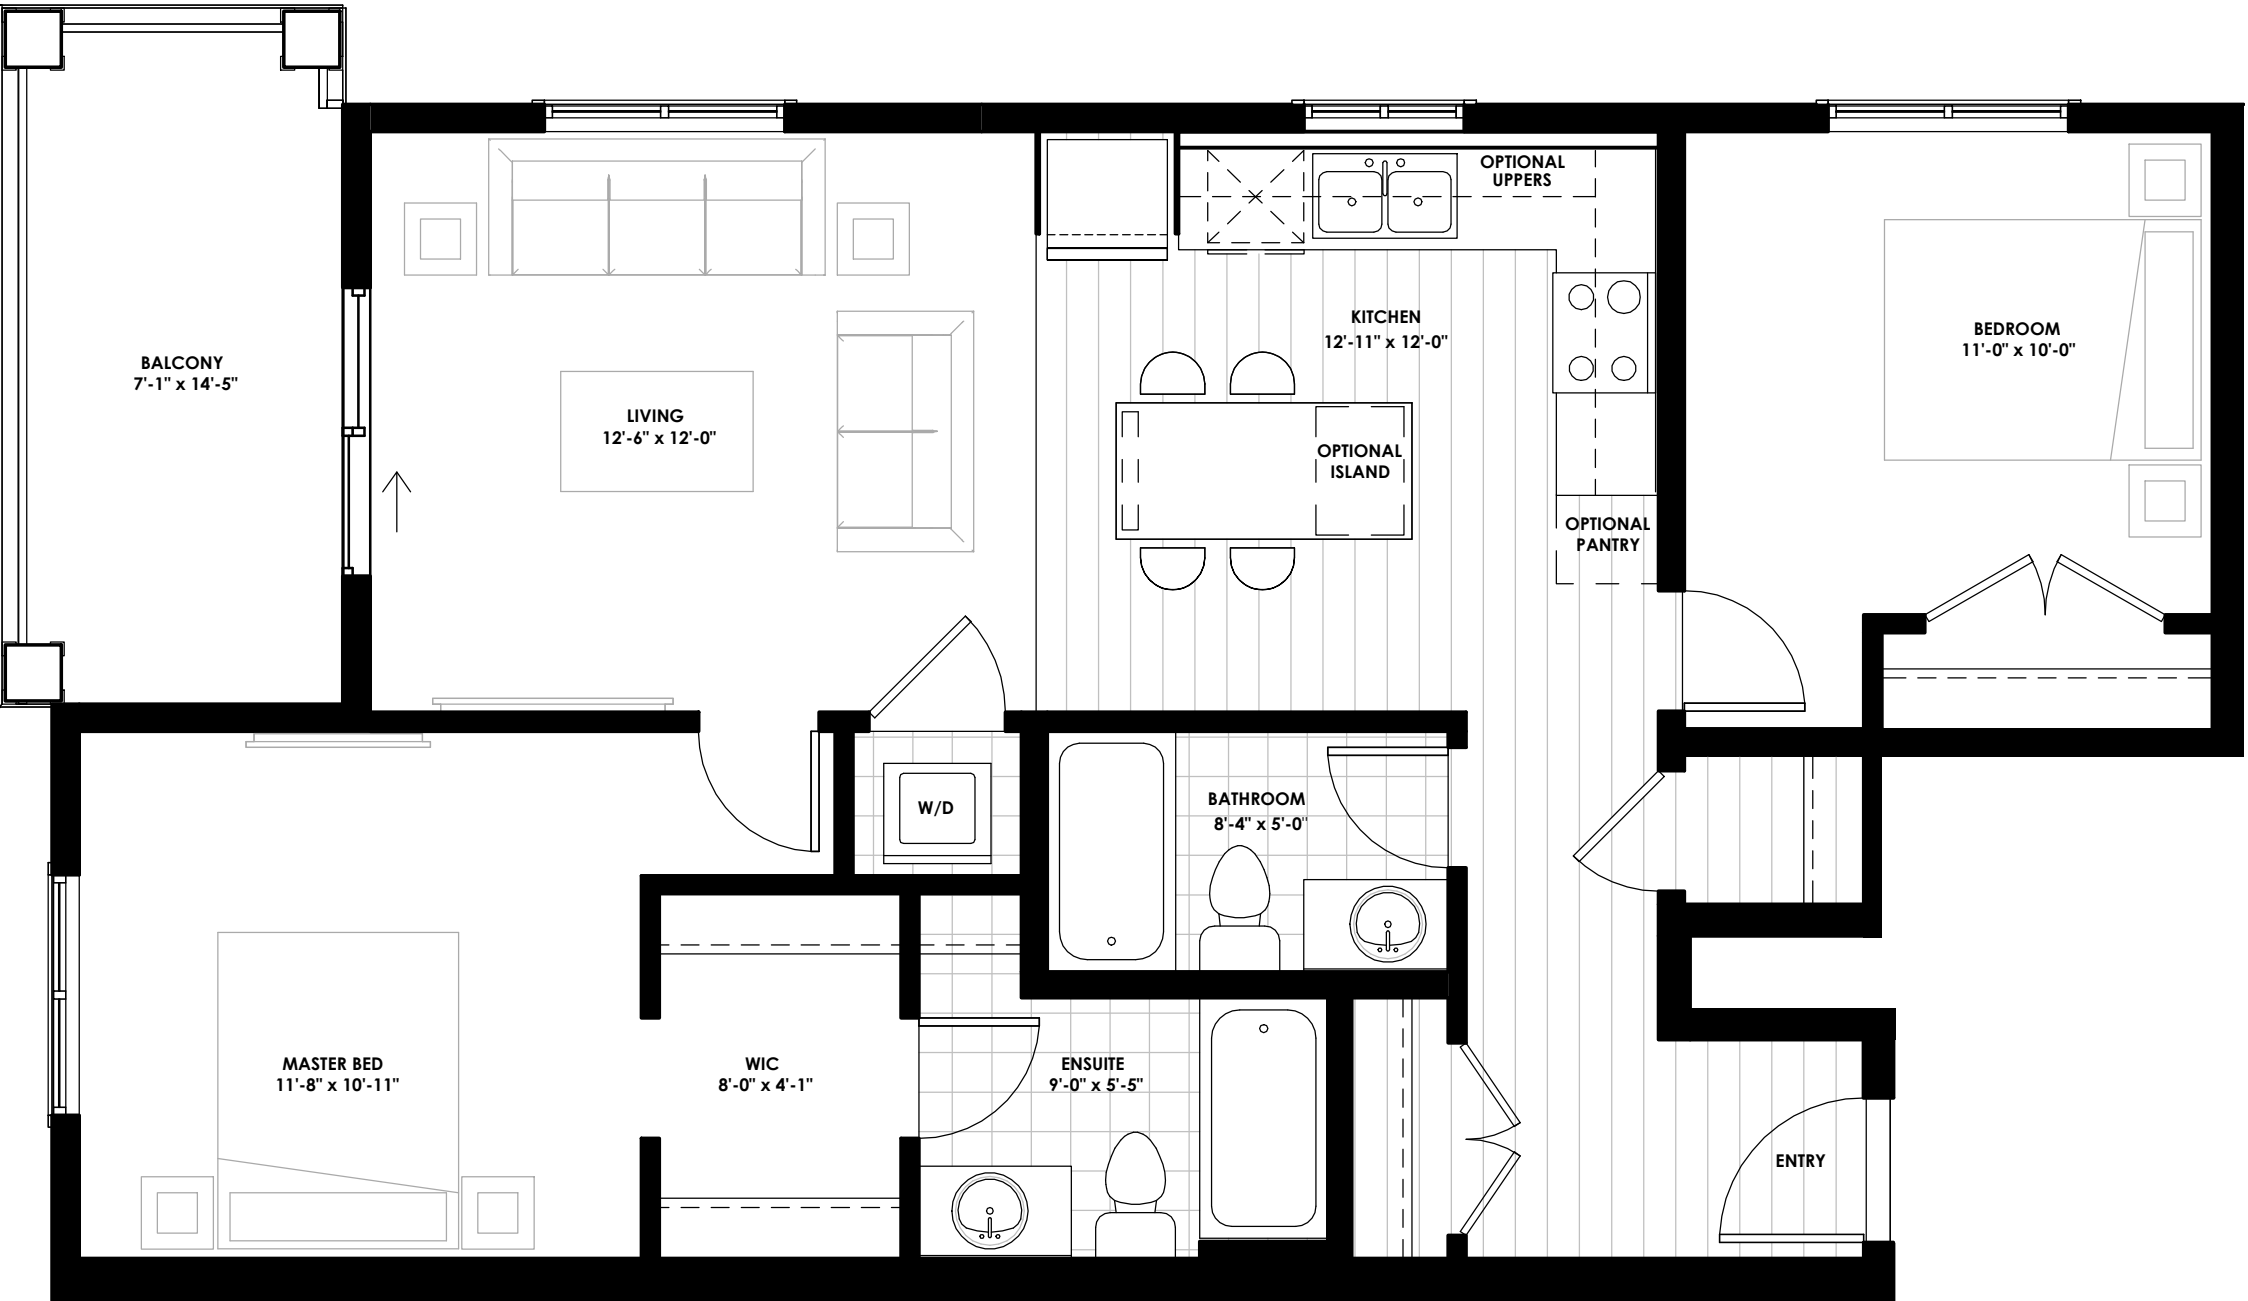 OPTIONAL
UPPERS
KITCHEN
12'-11" x 12'-0"
BEDROOM
11'-0" x 10'-0"
BALCONY
7'-1" x 14'-5"
LIVING
12'-6" x 12'-0"
OPTIONAL
ISLAND
OPTIONAL
PANTRY
W/D
BATHROOM
8'-4" x 5'-0"
MASTER BED
11'-8" x 10'-11"
WIC
8'-0" x 4'-1"
ENSUITE
9'-0" x 5'-5"
ENTRY